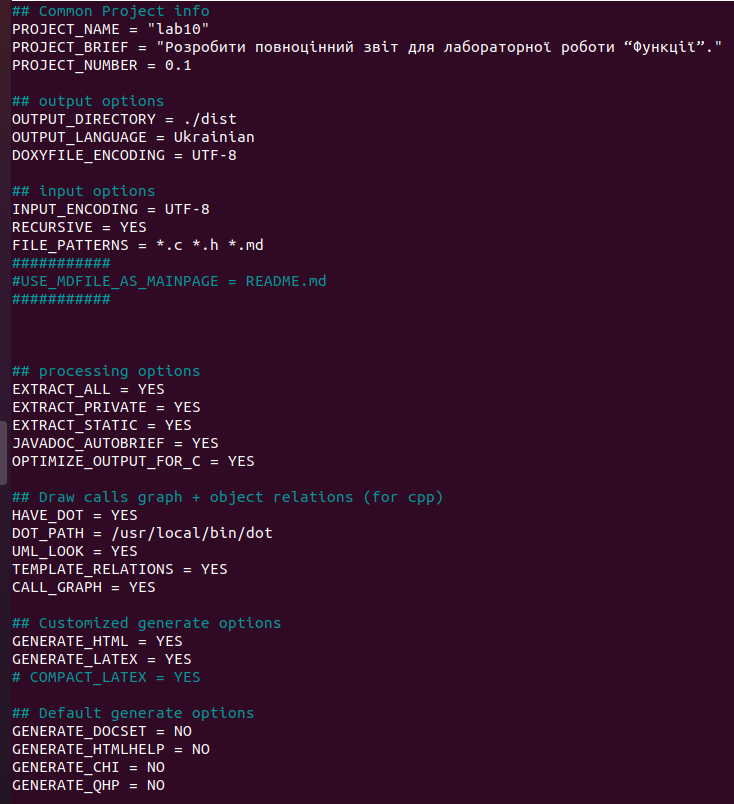 ## Common Project info
PROJECT_NAME = "lab10"
PROJECT_BRIEF = "Розробити повноцінний звіт для лабораторної роботи “Функції”."
PROJECT_NUMBER = 0.1
## output options
OUTPUT_DIRECTORY = ./dist
OUTPUT_LANGUAGE = Ukrainian
DOXYFILE_ENCODING = UTF-8
## input options
INPUT_ENCODING = UTF-8
RECURSIVE = YES
FILE_PATTERNS = *.c *.h *.md
###########
#USE_MDFILE_AS_MAINPAGE = README.md
###########
## processing options
EXTRACT_ALL = YES
EXTRACT_PRIVATE = YES
EXTRACT_STATIC = YES
JAVADOC_AUTOBRIEF = YES
OPTIMIZE_OUTPUT_FOR_C = YES
## Draw calls graph + object relations (for cpp)
HAVE_DOT = YES
DOT_PATH = /usr/local/bin/dot
UML_LOOK = YES
TEMPLATE_RELATIONS = YES
CALL_GRAPH = YES
## Customized generate options
GENERATE_HTML = YES
GENERATE_LATEX = YES
# COMPACT_LATEX = YES
## Default generate options
GENERATE_DOCSET = NO
GENERATE_HTMLHELP = NO
GENERATE_CHI = NO
GENERATE_QHP = NO